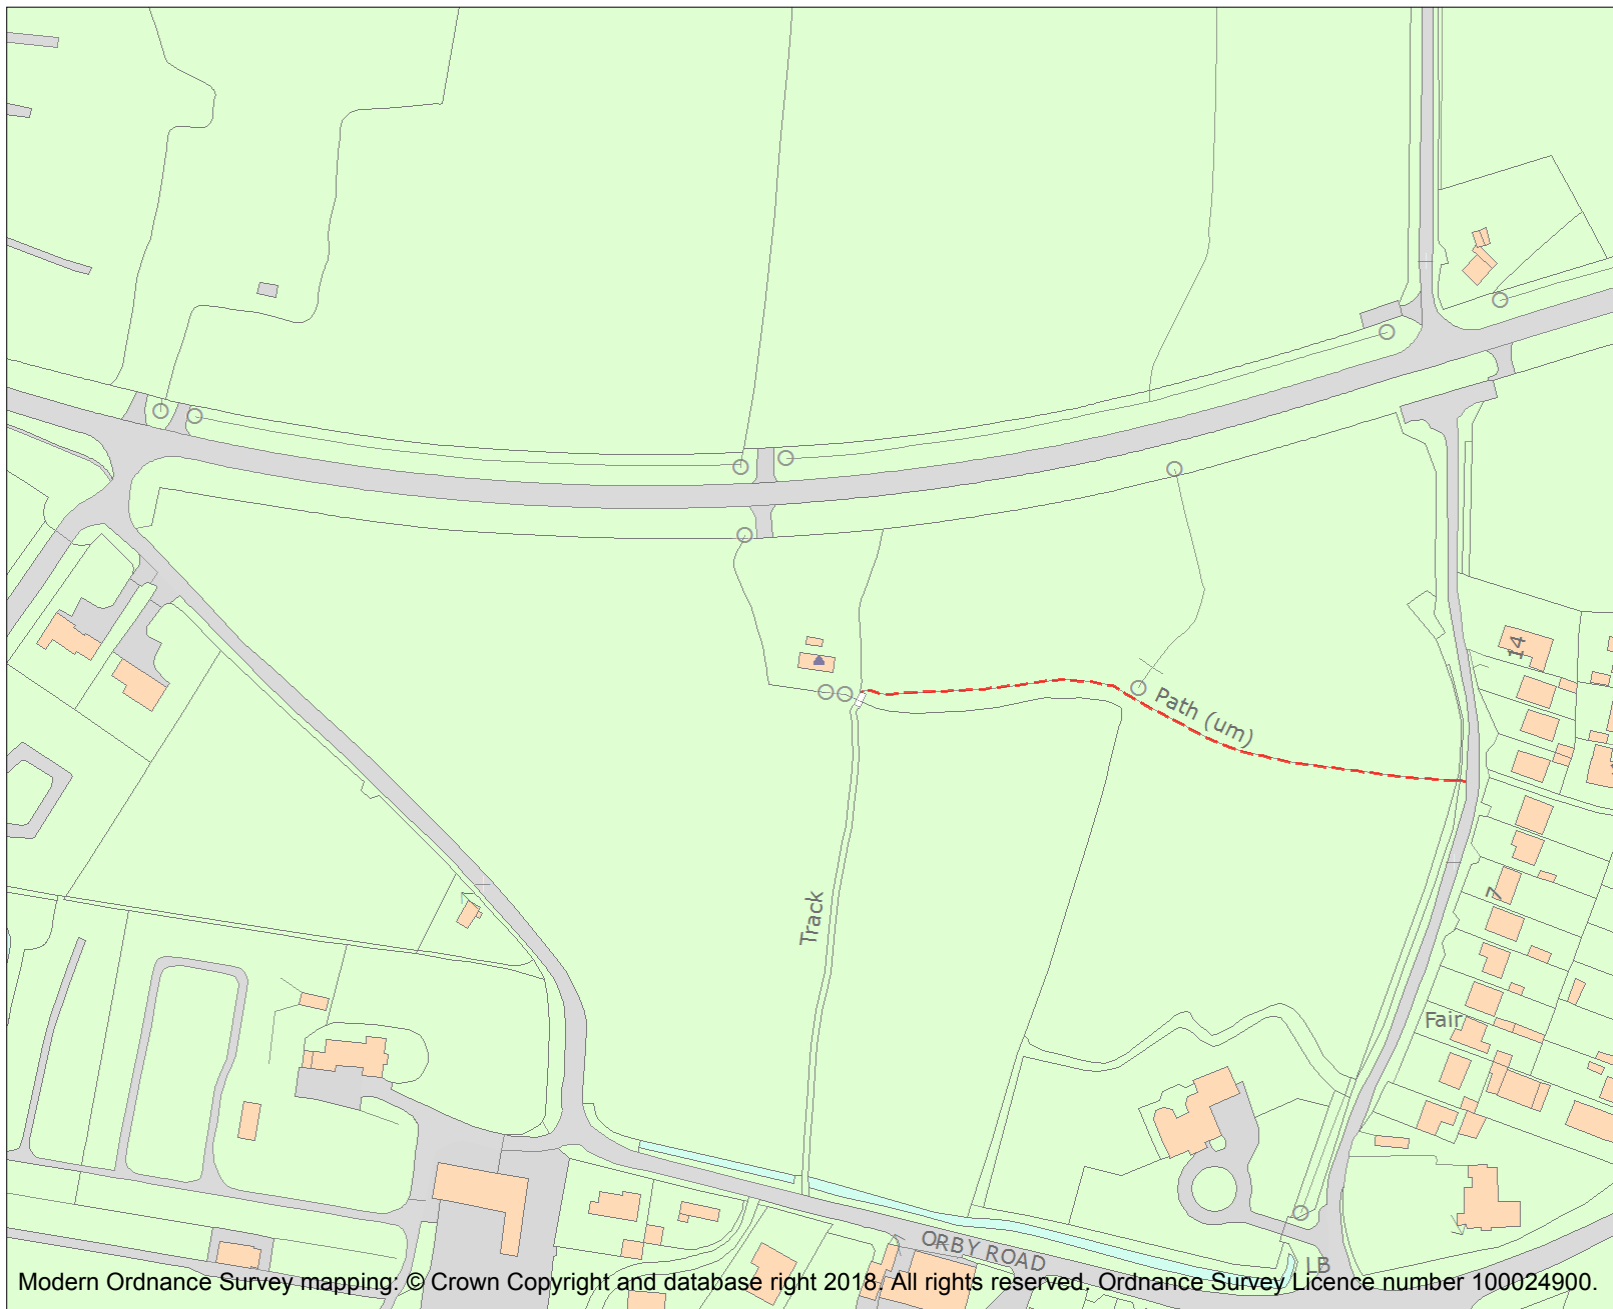 14
Path (um)
7
Track
Fair
ORBY ROAD
LB
Modern Ordnance Survey mapping: © Crown Copyright and database right 2018. All rights reserved. Ordnance Survey Licence number 100024900.